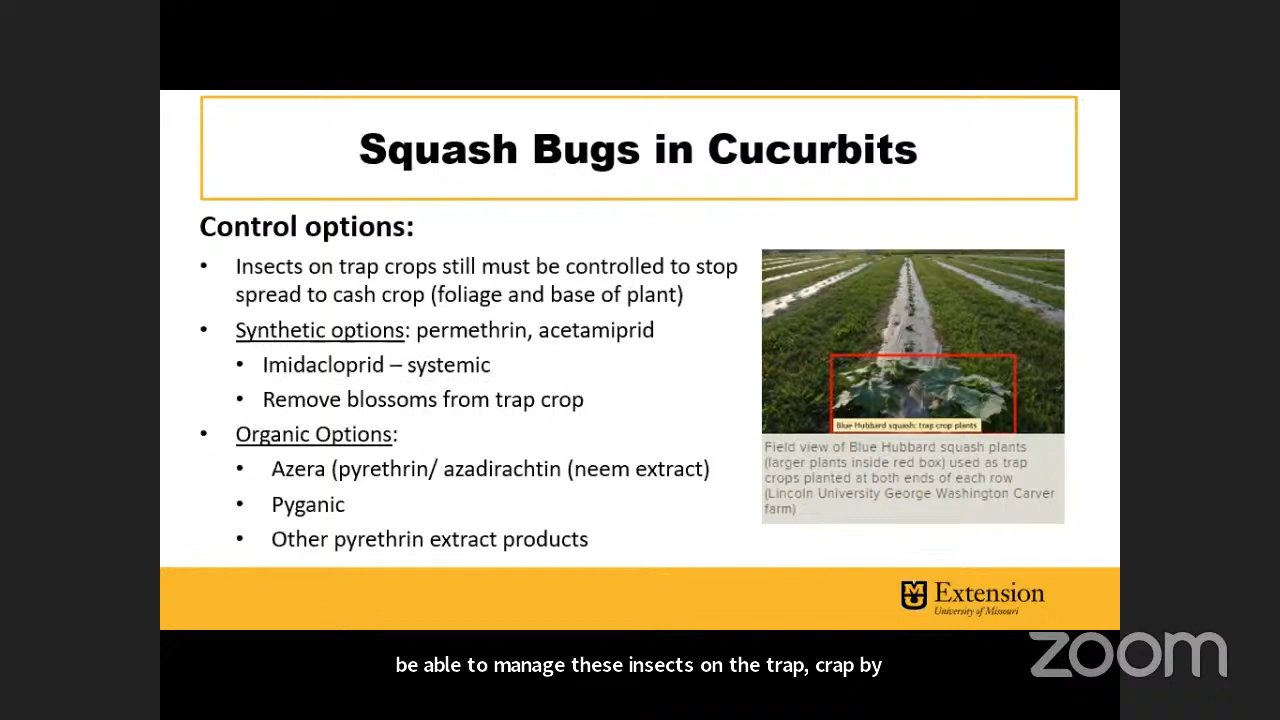 Squash Bugs in Cucurbits
Control options:
• Insects on trap crops still must be controlled to stop
spread to cash crop (foliage and base of plant)
• Synthetic options: permethrin, acetamiprid
• Imidacloprid – systemic
• Remove blossoms from trap crop
• Organic Options:
• Azera (pyrethrin/ azadirachtin (neem extract)
• Pyganic
• Other pyrethrin extract products
Blue Hubbard squash: trap crop plants
Field view of Blue Hubbard squash plants
(larger plants inside red box) used as trap
crops planted at both ends of each row
(Lincoln University George Washington Carver
farm)
MU Extension
University of Missouri
be able to manage these insects on the trap, crap by
zoom